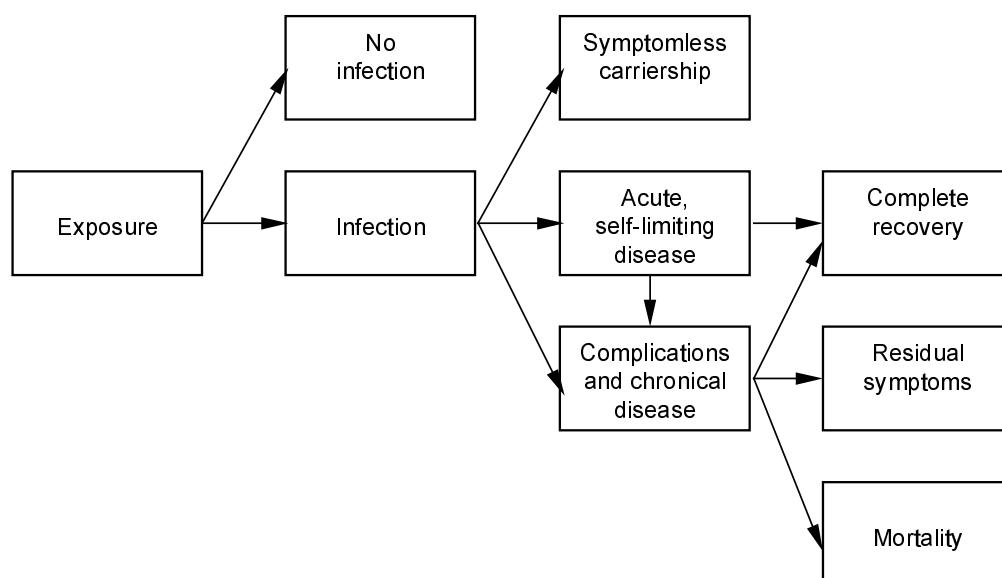 No
infection
Symptomless
carriership
Exposure
Infection
Acute,
self-limiting
disease
Complete
recovery
Complications
and chronical
disease
Residual
symptoms
Mortality